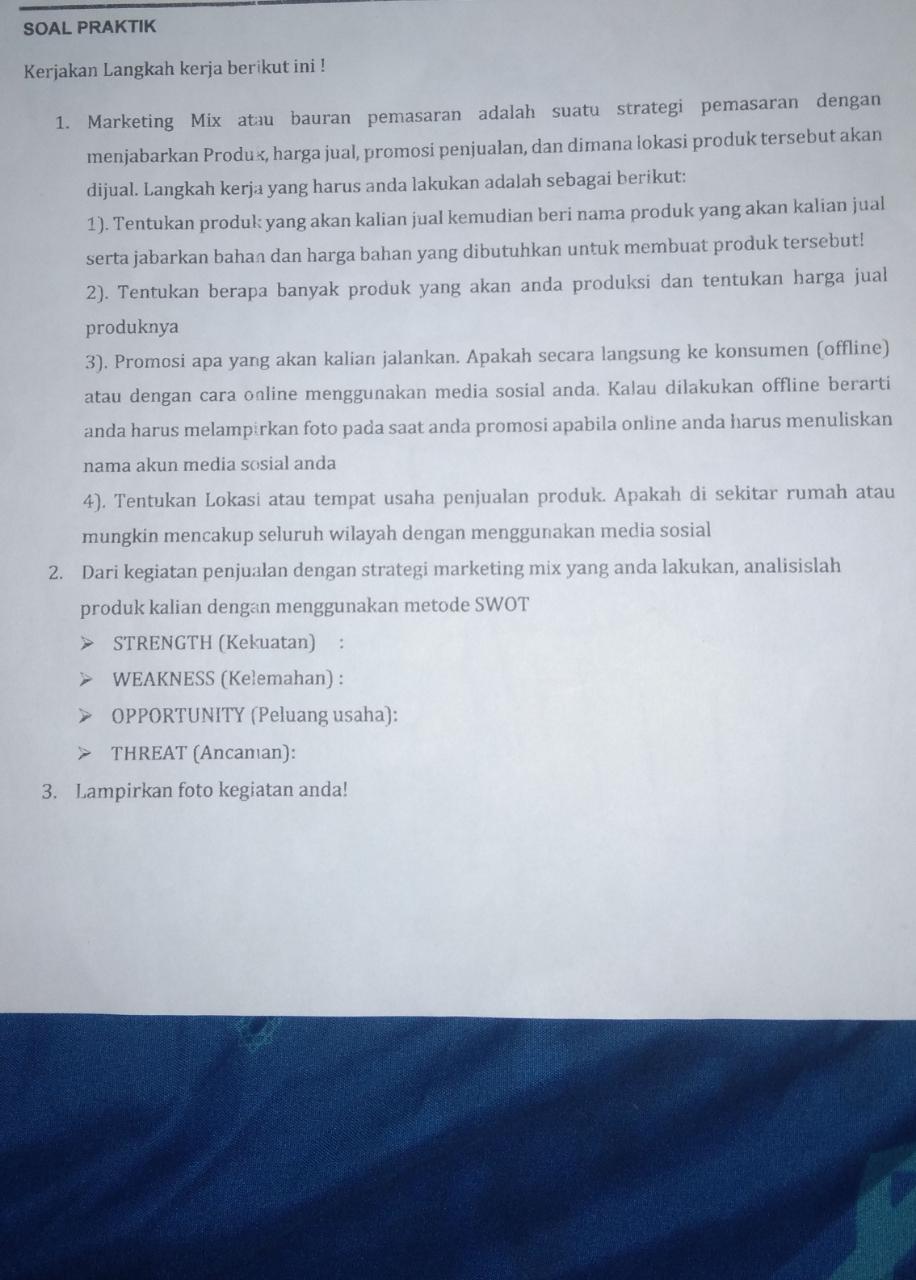 SOAL PRAKTIK
Kerjakan Langkah kerja berikut ini !
1. Marketing Mix atau bauran pemasaran adalah suatu strategi pemasaran dengan
menjabarkan Produk, harga jual, promosi penjualan, dan dimana lokasi produk tersebut akan
dijual. Langkah kerja yang harus anda lakukan adalah sebagai berikut:
1). Tentukan produk yang akan kalian jual kemudian beri nama produk yang akan kalian jual
serta jabarkan bahan dan harga bahan yang dibutuhkan untuk membuat produk tersebut!
2). Tentukan berapa banyak produk yang akan anda produksi dan tentukan harga jual
produknya
3). Promosi apa yang akan kalian jalankan. Apakah secara langsung ke konsumen (offline)
atau dengan cara online menggunakan media sosial anda. Kalau dilakukan offline berarti
anda harus melampirkan foto pada saat anda promosi apabila online anda harus menuliskan
nama akun media sosial anda
4). Tentukan Lokasi atau tempat usaha penjualan produk. Apakah di sekitar rumah atau
mungkin mencakup seluruh wilayah dengan menggunakan media sosial
2. Dari kegiatan penjualan dengan strategi marketing mix yang anda lakukan, analisislah
produk kalian dengan menggunakan metode SWOT
➢ STRENGTH (Kekuatan) :
➢ WEAKNESS (Kelemahan) :
➢ OPPORTUNITY (Peluang usaha):
➢ THREAT (Ancaman):
3. Lampirkan foto kegiatan anda!